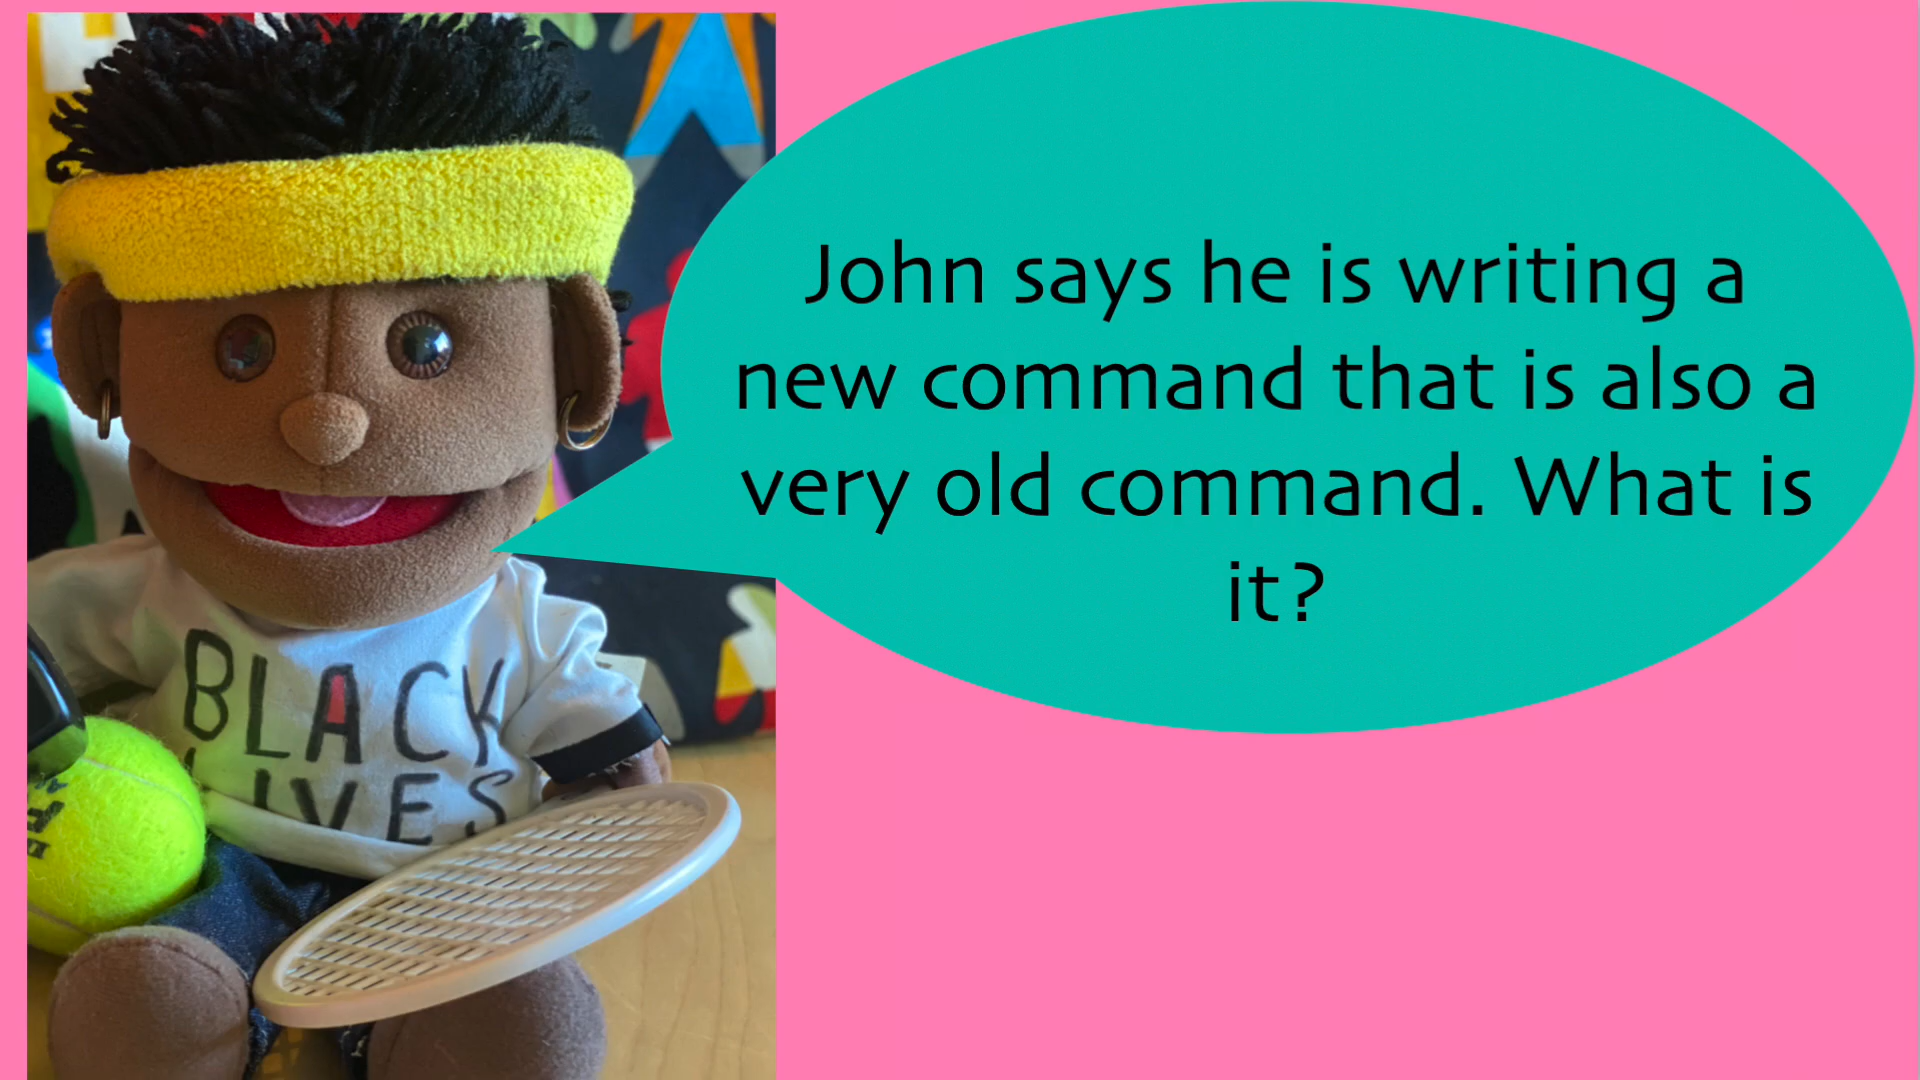 John says he is writing a
new command that is also a
very old command. What is
it?
BLACK
LIVES